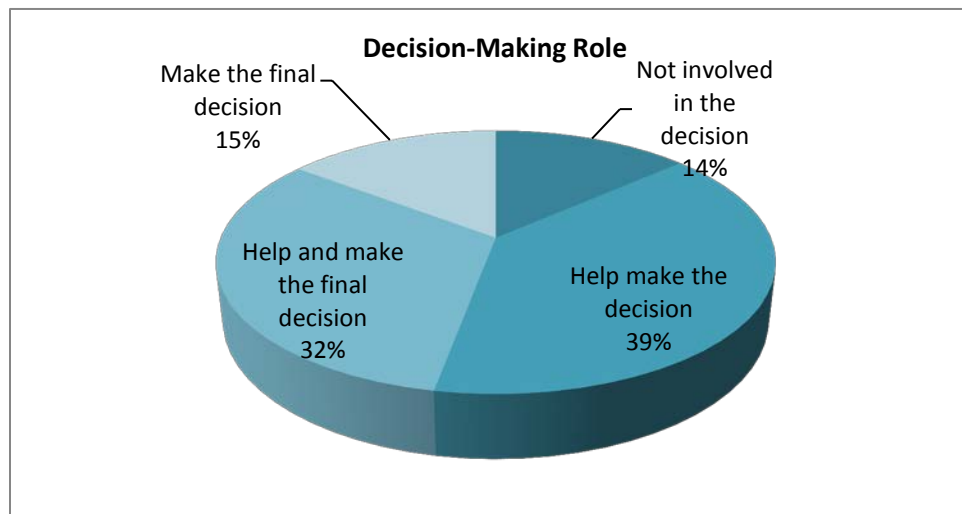 Decision-Making Role
Make the final
decision
15%
Not involved
in the
decision
14%
Help and make
the final
decision
32%
Help make the
decision
39%